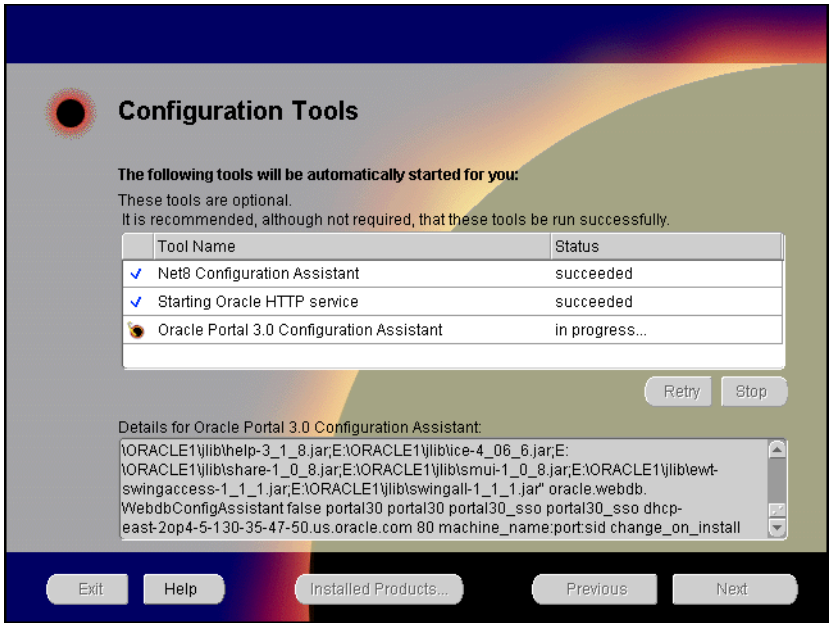 Configuration Tools
The following tools will be automatically started for you:
These tools are optional.
It is recommended, although not required, that these tools be run successfully.
Tool Name Status
Net8 Configuration Assistant succeeded
Starting Oracle HTTP service succeeded
Oracle Portal 3.0 Configuration Assistant in progress...
Retry Stop
Details for Oracle Portal 3.0 Configuration Assistant:
\ORACLE1\jlib\help-3_1_8.jar;E:\ORACLE1\jlib\ice-4_06_6.jar;E:
\ORACLE1\jlib\share-1_0_8.jar;E:\ORACLE1\jlib\smui-1_0_8.jar;E:\ORACLE1\jlib\ewt-
swingaccess-1_1_1.jar;E:\ORACLE1\jlib\swingall-1_1_1.jar" oracle.webdb.
WebdbConfigAssistant false portal30 portal30 portal30_sso portal30_sso dhcp-
east-2op4-5-130-35-47-50.us.oracle.com 80 machine_name:port:sid change_on_install
Exit Help Installed Products... Previous Next